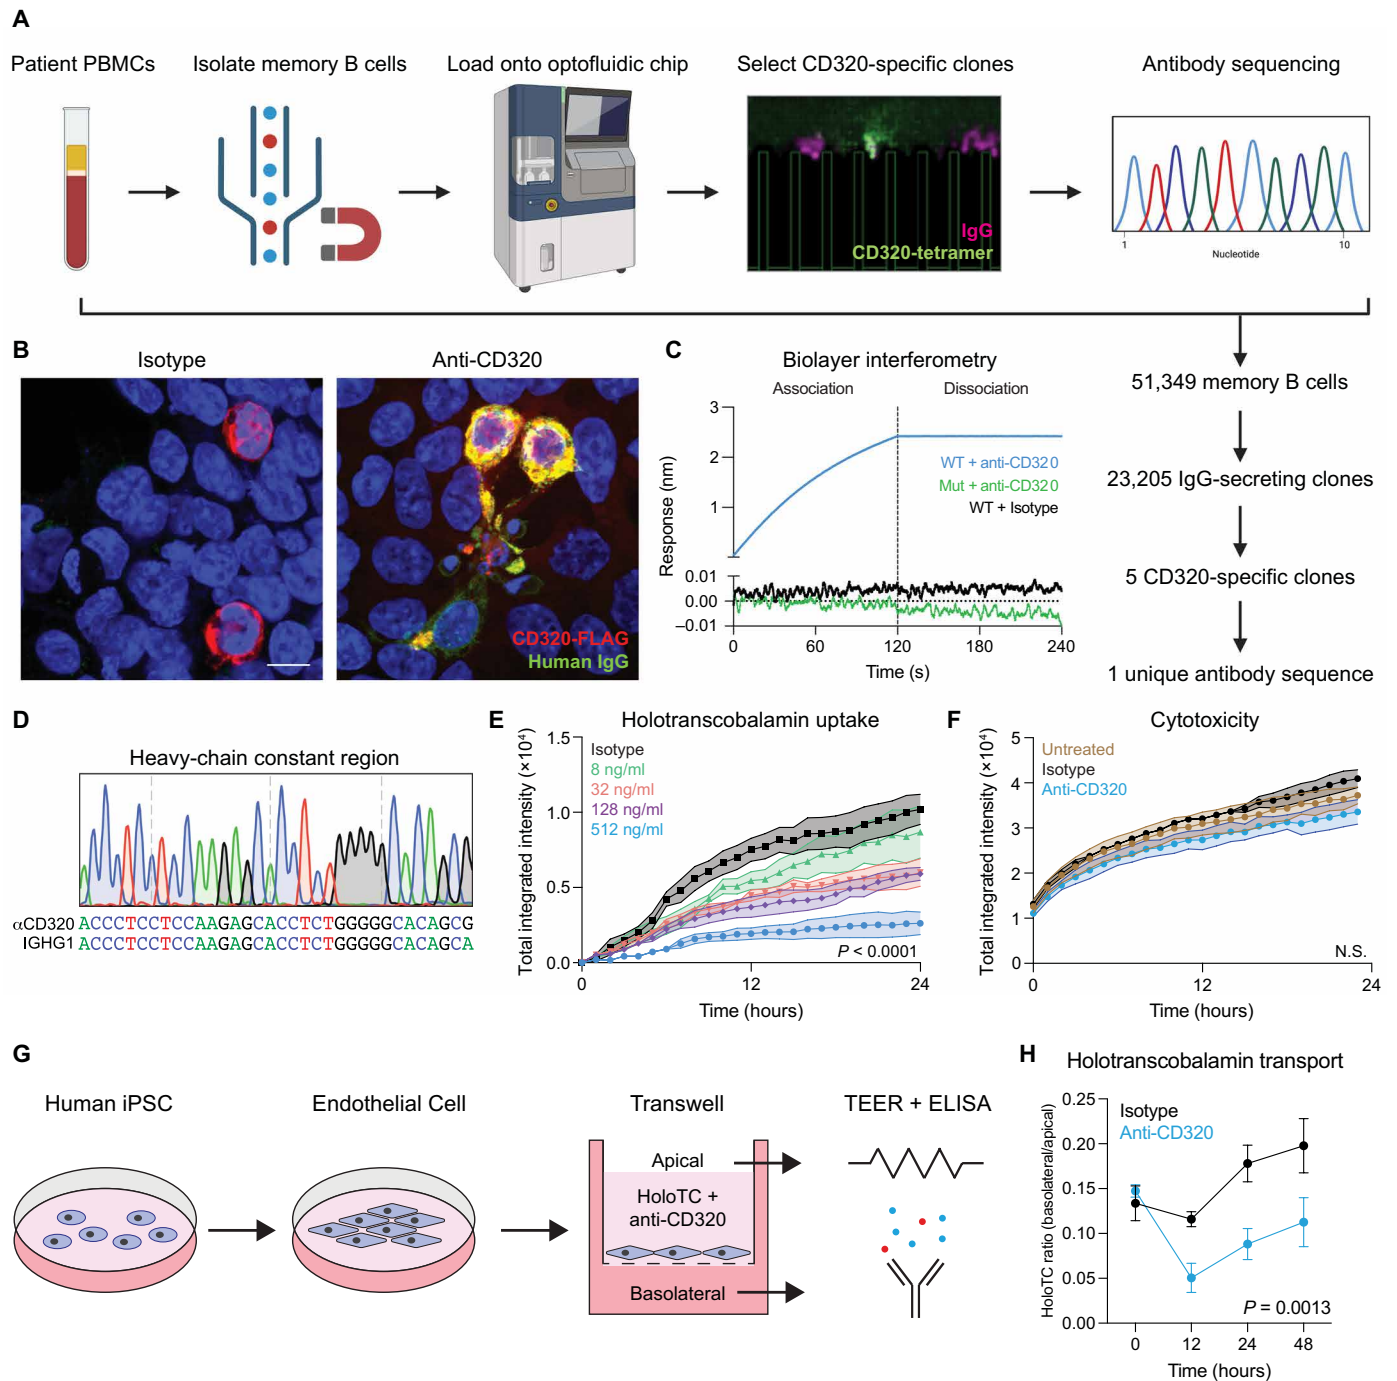 A
Patient PBMCs
Isolate memory B cells
Load onto optofluidic chip
Select CD320-specific clones
Antibody sequencing
IgG
CD320-tetramer
1
10
Nucleotide
51,349 memory B cells
23,205 IgG-secreting clones
5 CD320-specific clones
1 unique antibody sequence
B
Isotype
Anti-CD320
CD320-FLAG
Human IgG
C
Biolayer interferometry
Association
Dissociation
Response (nm)
3
2
1
0.01
0.00
−0.01
WT + anti-CD320
Mut + anti-CD320
WT + Isotype
0
60
120
180
240
Time (s)
D
Heavy-chain constant region
αCD320 ACCCTCCTCCAAGAGCACCTCTGGGGGCACAGCG
IGHG1 ACCCTCCTCCAAGAGCACCTCTGGGGGCACAGCA
E
Holotranscobalamin uptake
Total integrated intensity (×10⁴)
1.5
1.0
0.5
0.0
Isotype
8 ng/ml
32 ng/ml
128 ng/ml
512 ng/ml
P < 0.0001
0
12
24
Time (hours)
F
Cytotoxicity
Total integrated intensity (×10⁴)
5
4
3
2
1
0
Untreated
Isotype
Anti-CD320
N.S.
0
12
24
Time (hours)
G
Human iPSC
Endothelial Cell
Transwell
TEER + ELISA
Apical
HoloTC +
anti-CD320
Basolateral
H
Holotranscobalamin transport
HoloTC ratio (basolateral/apical)
0.25
0.20
0.15
0.10
0.05
0.00
Isotype
Anti-CD320
P = 0.0013
0
12
24
48
Time (hours)